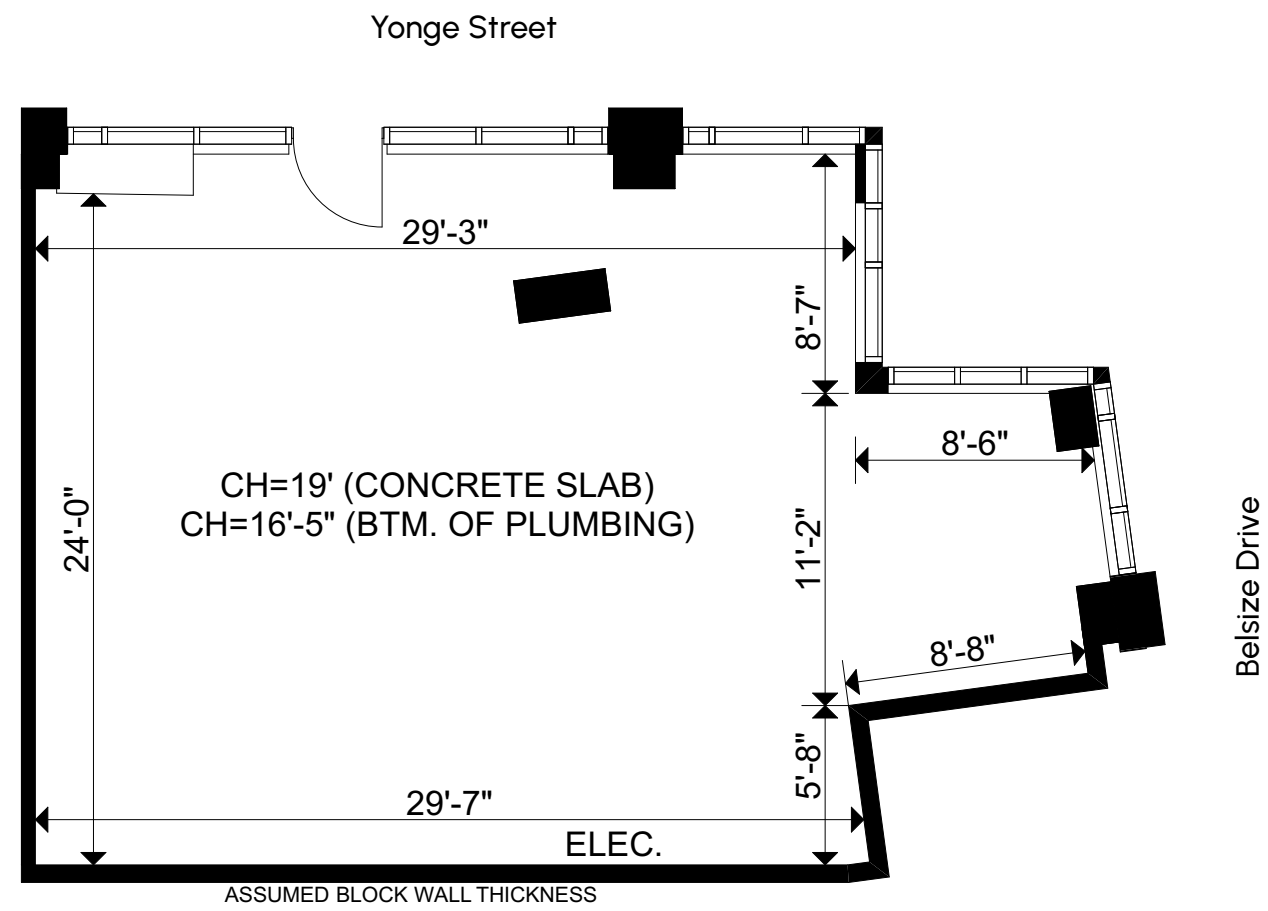 Yonge Street
29'-3"
8'-7"
8'-6"
CH=19' (CONCRETE SLAB)
CH=16'-5" (BTM. OF PLUMBING)
24'-0"
11'-2"
Belsize Drive
8'-8"
5'-8"
29'-7"
ELEC.
ASSUMED BLOCK WALL THICKNESS